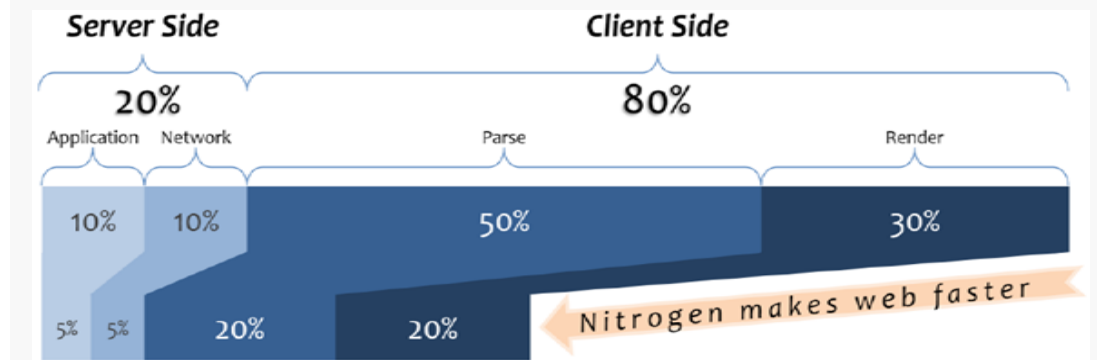 Server Side Client Side
20% 80%
Application Network Parse Render
10% 10% 50% 30%
5% 5% 20% 20%
Nitrogen makes web faster